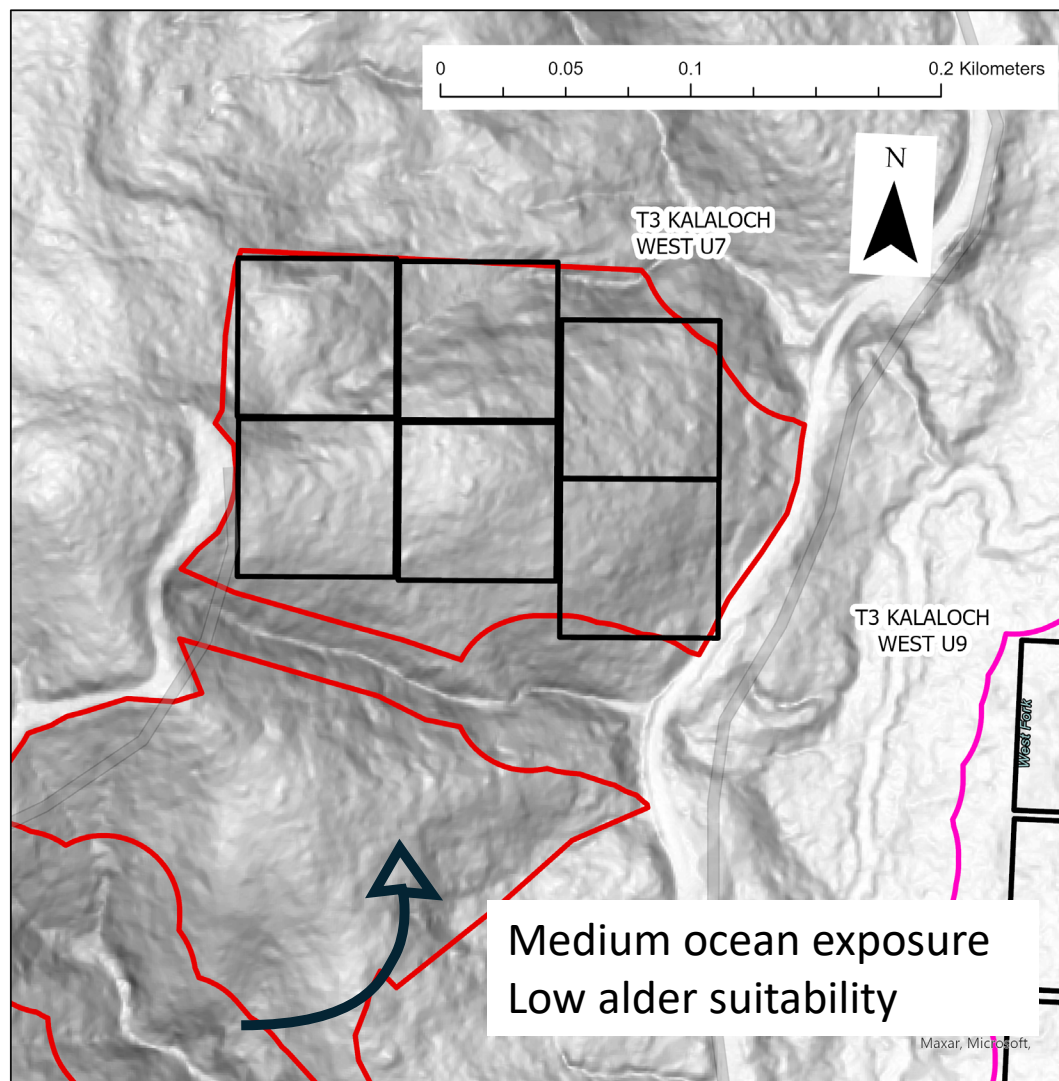 0 0.05 0.1 0.2 Kilometers
N
T3 KALALOCH
WEST U7
T3 KALALOCH
WEST U9
West Fork
Medium ocean exposure
Low alder suitability
Maxar, Microsoft,